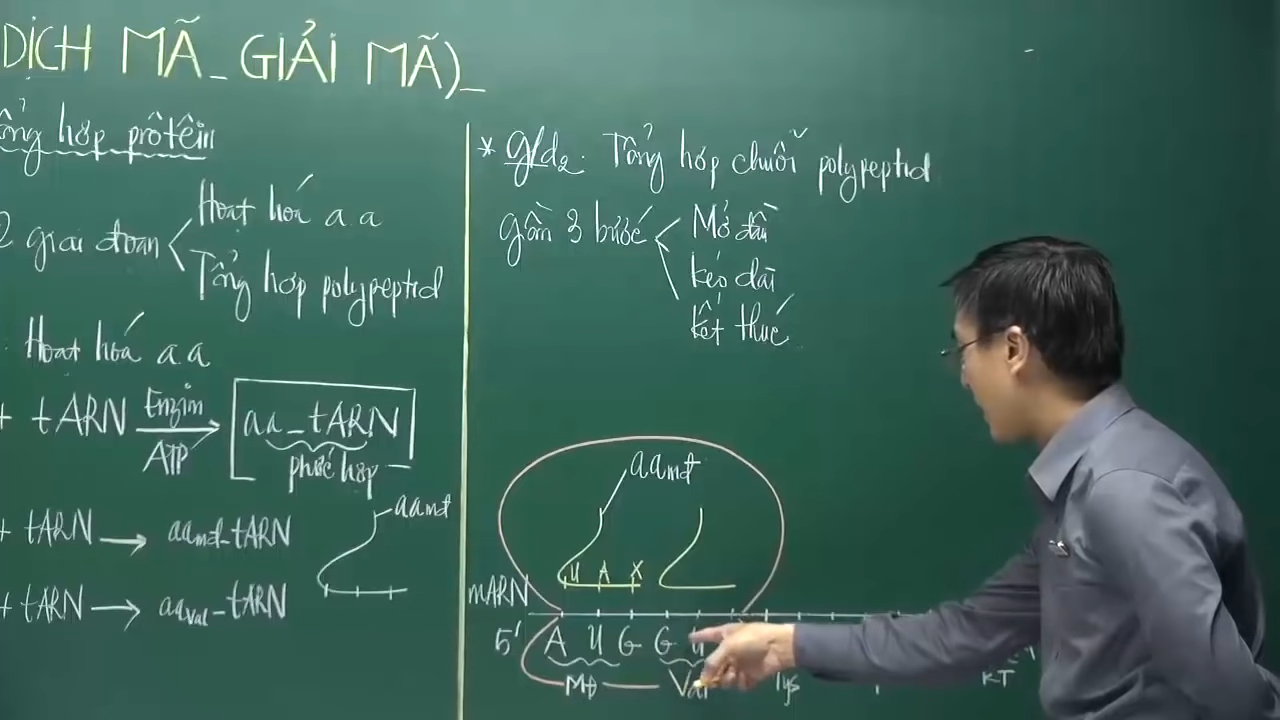 DỊCH MÃ_GIẢI MÃ)_
ổng hợp prôtêin
2 giai đoạn
Hoạt hoá a a
Tổng hợp polypeptid
Hoạt hoá a a
+ tARN Enzim ATP aa_tARN
phức hợp
aamđ
+ tARN → aamđ-tARN
+ tARN → aaVal-tARN
* gđ2. Tổng hợp chuỗi polypeptid
gồm 3 bước
Mở đầu
kéo dài
kết thúc
aamđ
U A X
mARN
5' A U G G U
Mđ Val lys KT